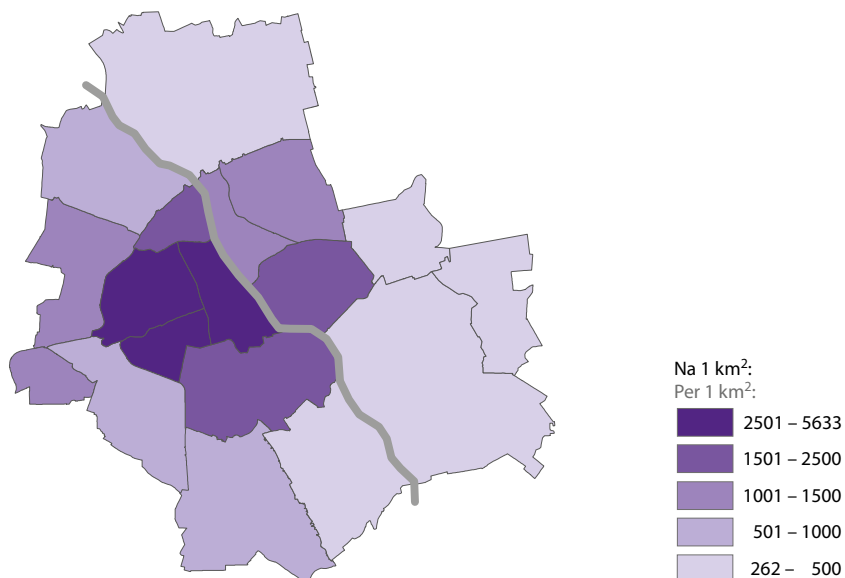 Na 1 km²:
Per 1 km²:
2501 – 5633
1501 – 2500
1001 – 1500
501 – 1000
262 – 500